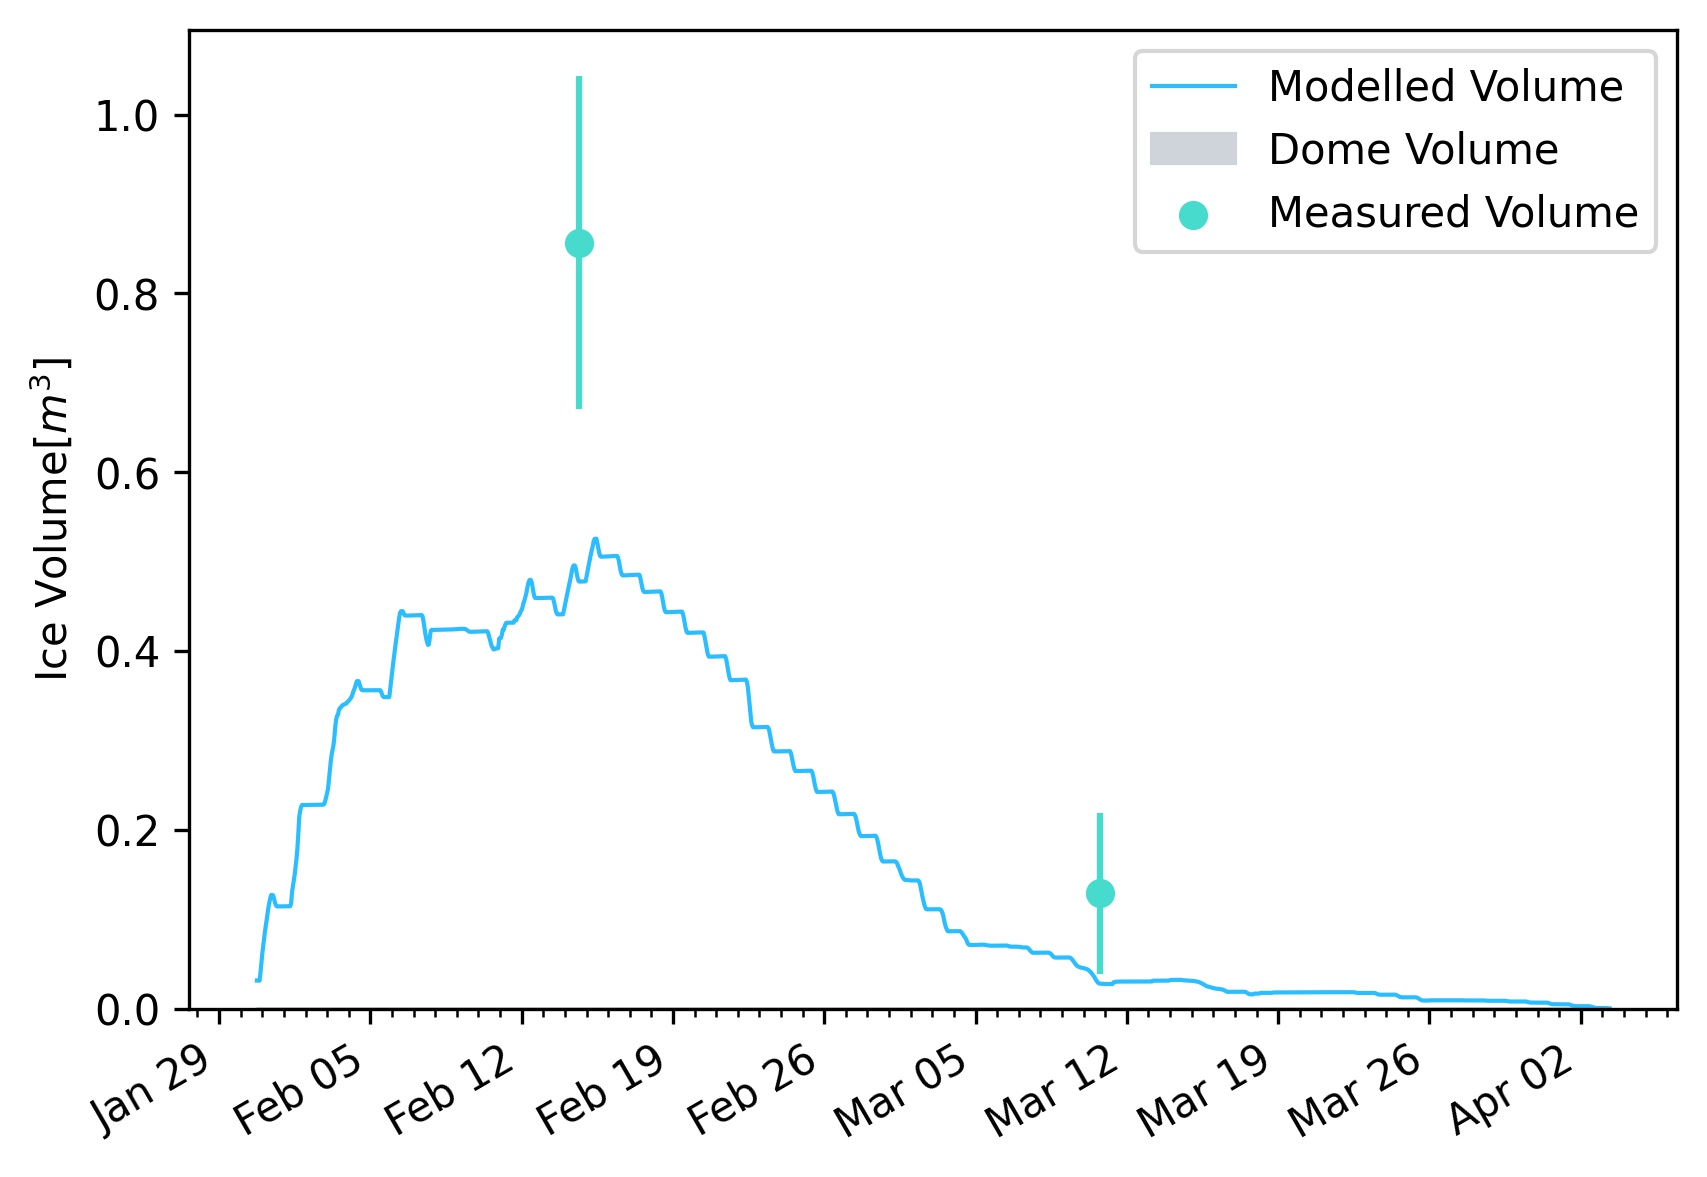 Modelled Volume
Dome Volume
Measured Volume
Ice Volume[m³]
1.0
0.8
0.6
0.4
0.2
0.0
Jan 29
Feb 05
Feb 12
Feb 19
Feb 26
Mar 05
Mar 12
Mar 19
Mar 26
Apr 02